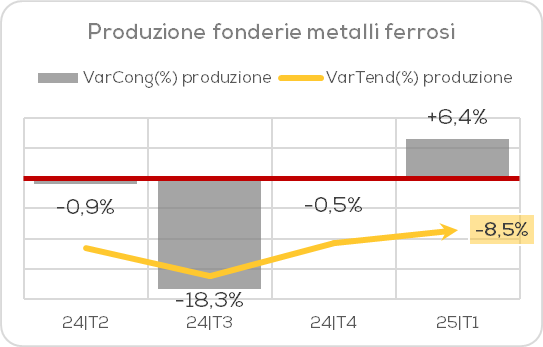 Produzione fonderie metalli ferrosi
VarCong(%) produzione VarTend(%) produzione
+6,4%
-0,9%
-0,5%
-8,5%
-18,3%
24|T2 24|T3 24|T4 25|T1